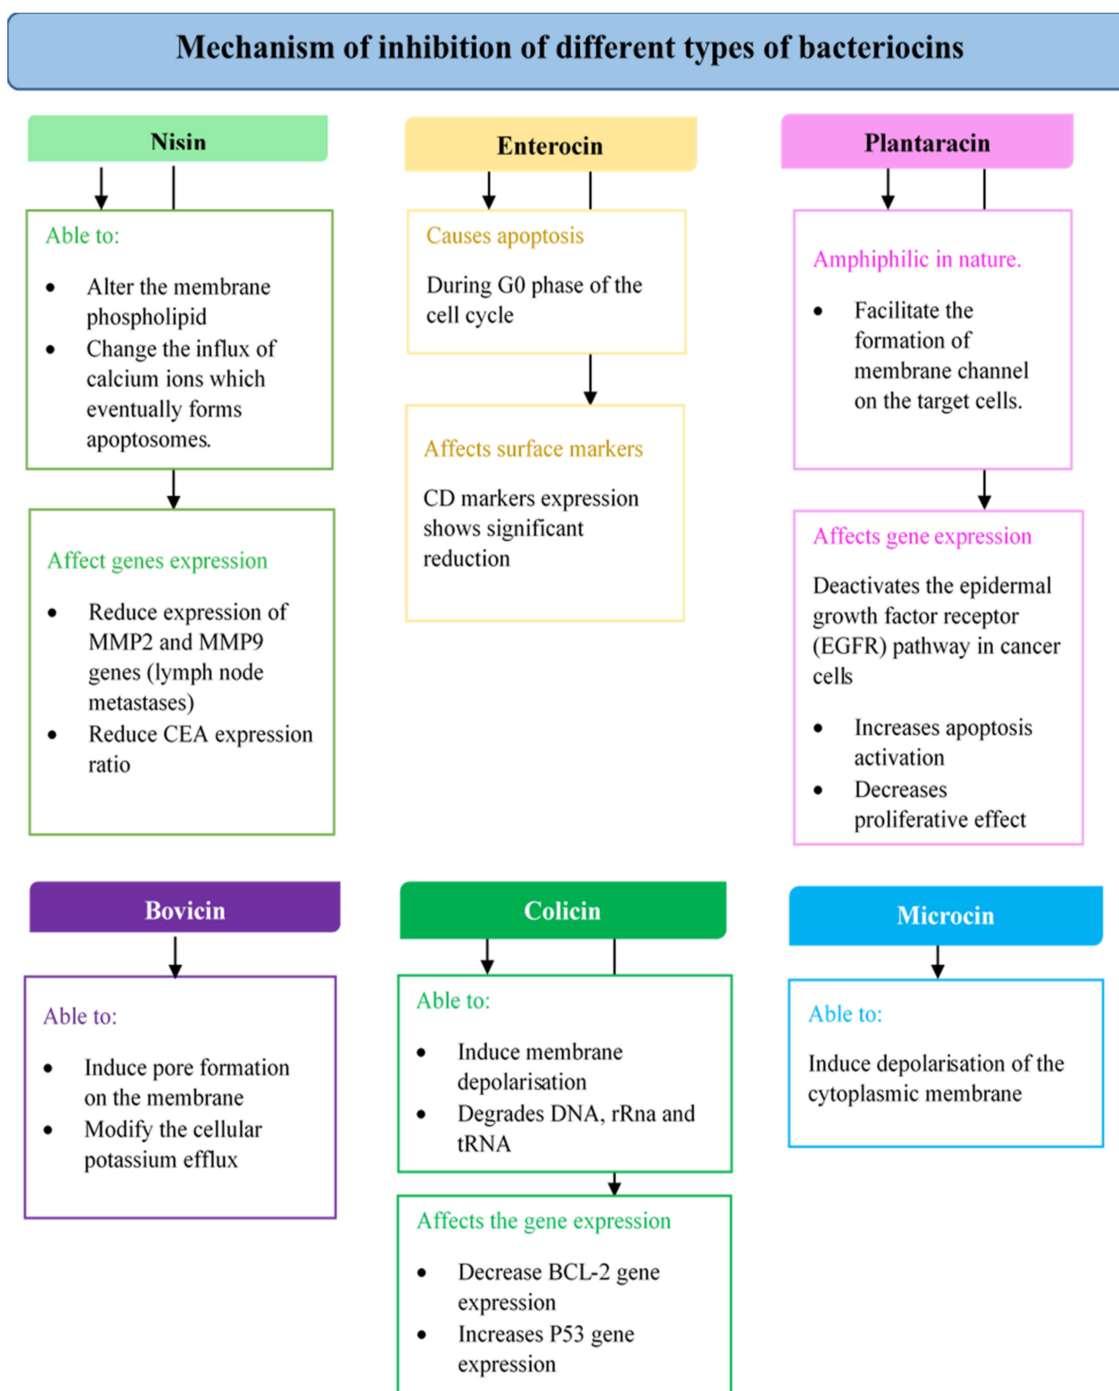 Mechanism of inhibition of different types of bacteriocins
Nisin
Able to:
• Alter the membrane
phospholipid
• Change the influx of
calcium ions which
eventually forms
apoptosomes.
Affect genes expression
• Reduce expression of
MMP2 and MMP9
genes (lymph node
metastases)
• Reduce CEA expression
ratio
Enterocin
Causes apoptosis
During G0 phase of the
cell cycle
Affects surface markers
CD markers expression
shows significant
reduction
Plantaracin
Amphiphilic in nature.
• Facilitate the
formation of
membrane channel
on the target cells.
Affects gene expression
Deactivates the epidermal
growth factor receptor
(EGFR) pathway in cancer
cells
• Increases apoptosis
activation
• Decreases
proliferative effect
Bovicin
Able to:
• Induce pore formation
on the membrane
• Modify the cellular
potassium efflux
Colicin
Able to:
• Induce membrane
depolarisation
• Degrades DNA, rRna and
tRNA
Affects the gene expression
• Decrease BCL-2 gene
expression
• Increases P53 gene
expression
Microcin
Able to:
Induce depolarisation of the
cytoplasmic membrane